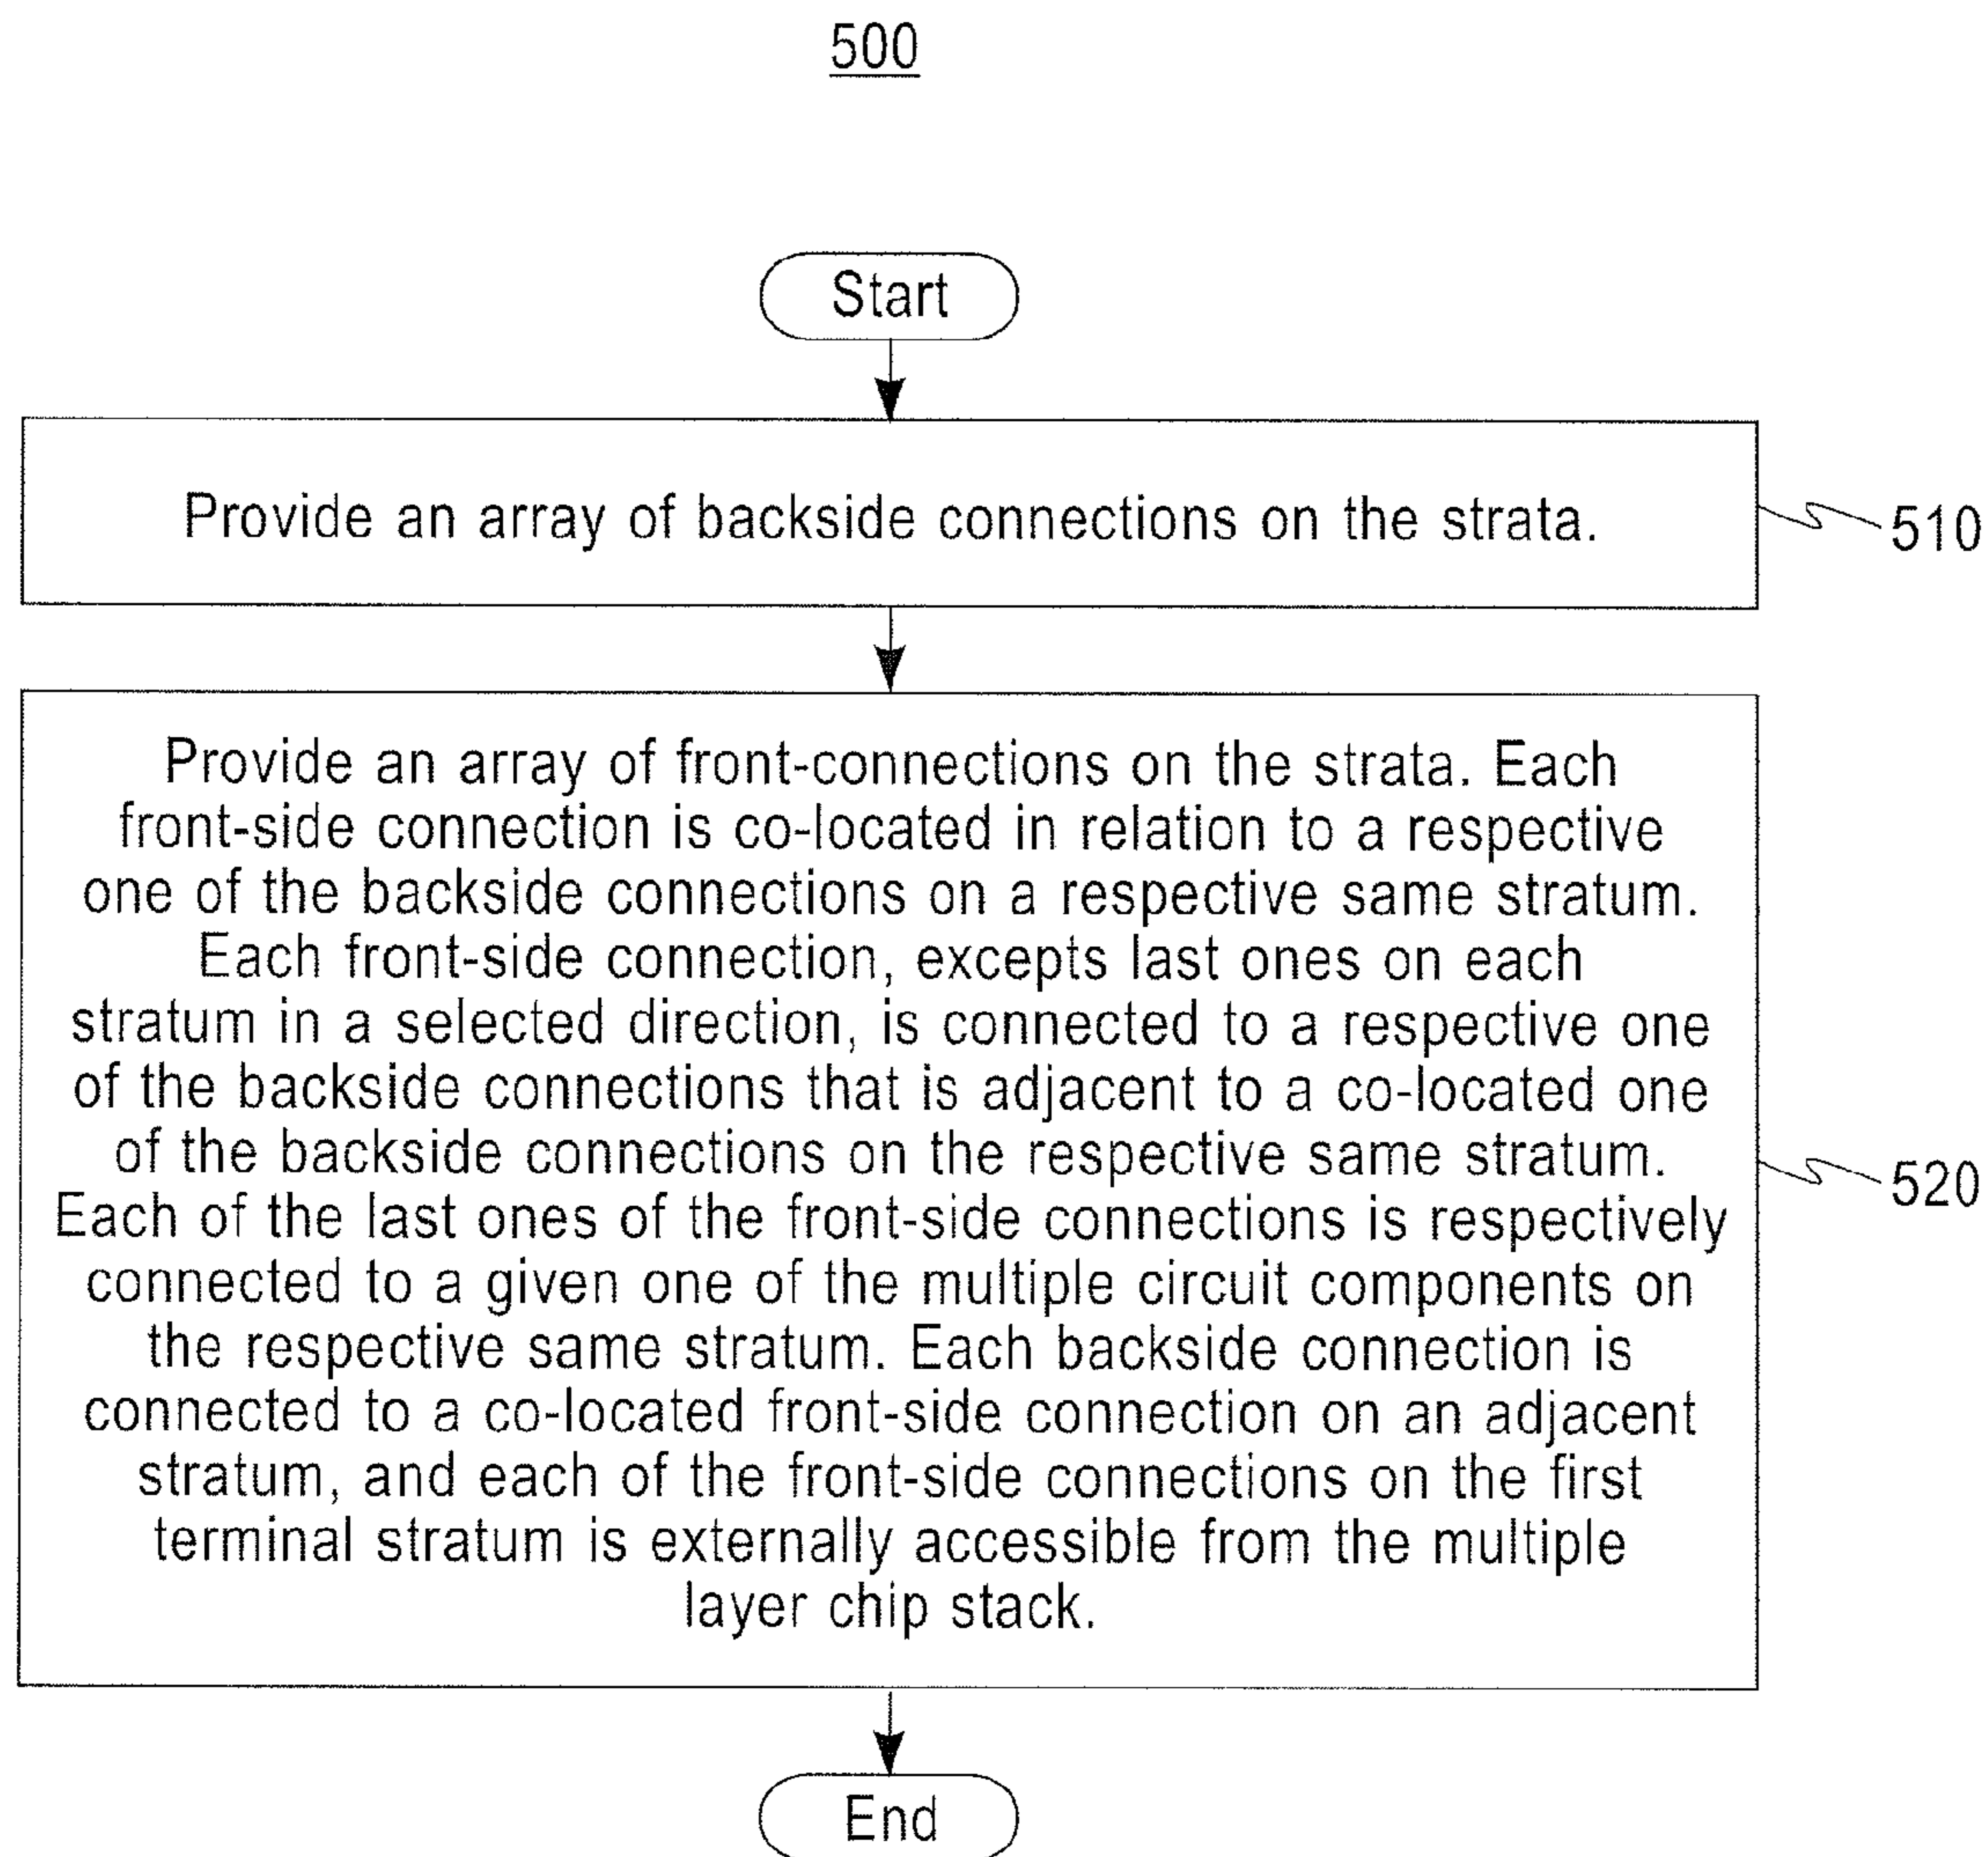 500
Start
Provide an array of backside connections on the strata.
510
Provide an array of front-connections on the strata. Each
front-side connection is co-located in relation to a respective
one of the backside connections on a respective same stratum.
Each front-side connection, excepts last ones on each
stratum in a selected direction, is connected to a respective one
of the backside connections that is adjacent to a co-located one
of the backside connections on the respective same stratum.
Each of the last ones of the front-side connections is respectively
connected to a given one of the multiple circuit components on
the respective same stratum. Each backside connection is
connected to a co-located front-side connection on an adjacent
stratum, and each of the front-side connections on the first
terminal stratum is externally accessible from the multiple
layer chip stack.
520
End